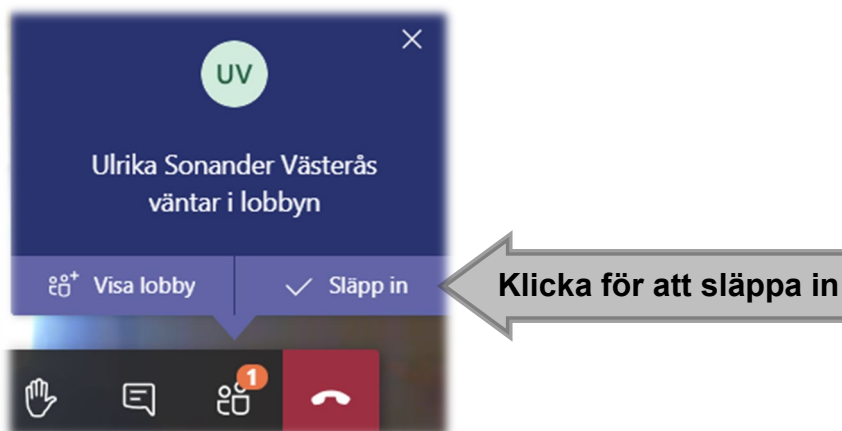 UV
Ulrika Sonander Västerås
väntar i lobbyn
Visa lobby
Släpp in
Klicka för att släppa in
1